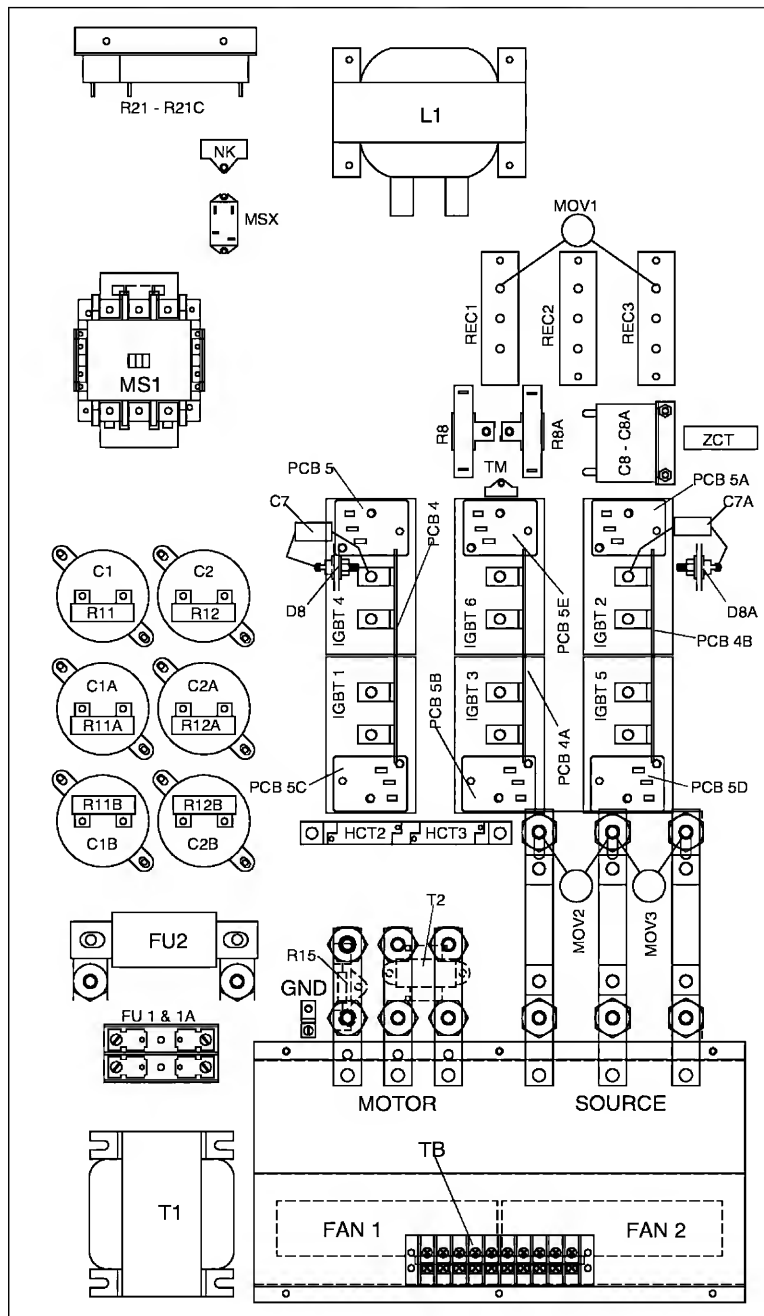 R21 - R21C
L1
NK
MSX
MOV1
REC1
REC2
REC3
MS1
R8
R8A
C8 - C8A
ZCT
TM
PCB 5
PCB 4
PCB 5A
C7
C7A
C1
C2
R11
R12
D8
IGBT 4
IGBT 6
PCB 5E
IGBT 2
D8A
PCB 4B
C1A
C2A
R11A
R12A
IGBT 1
PCB 5B
IGBT 3
PCB 4A
IGBT 5
PCB 5C
PCB 5D
R11B
R12B
C1B
C2B
HCT2
HCT3
MOV2
MOV3
T2
FU2
R15
GND
FU 1 & 1A
MOTOR
SOURCE
TB
T1
FAN 1
FAN 2